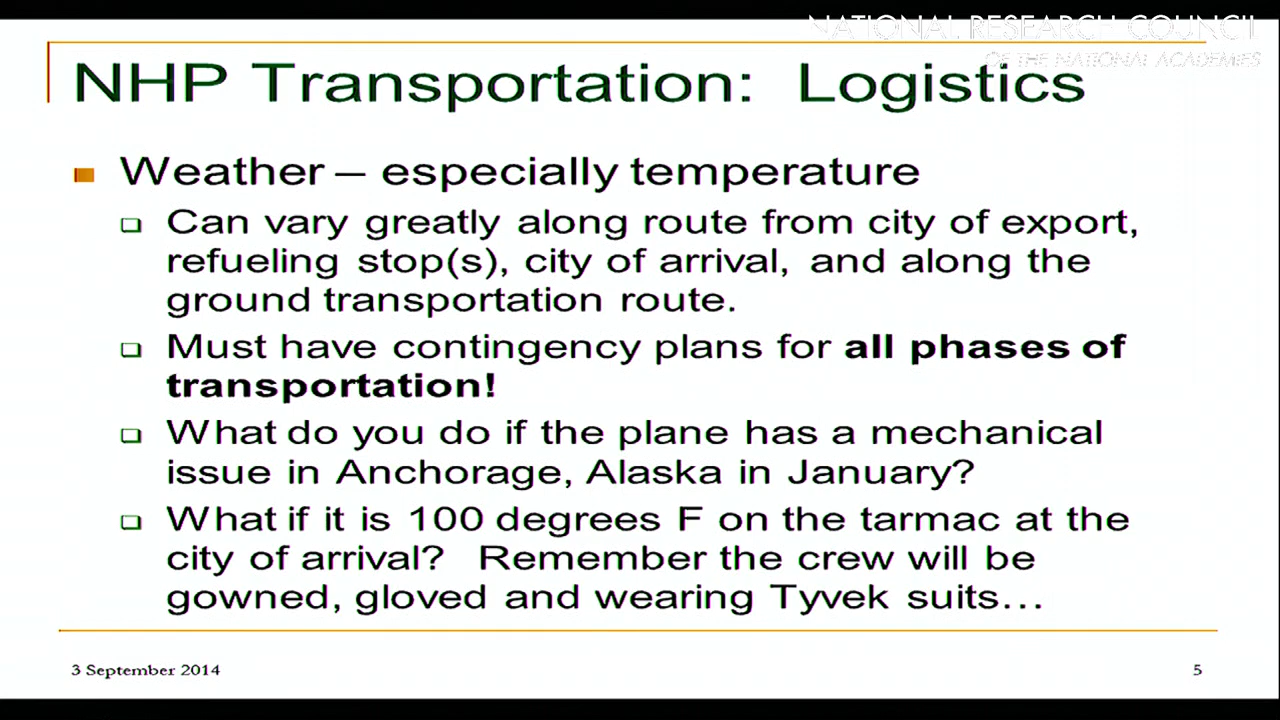 NATIONAL RESEARCH COUNCIL
OF THE NATIONAL ACADEMIES
NHP Transportation: Logistics
Weather – especially temperature
Can vary greatly along route from city of export,
refueling stop(s), city of arrival, and along the
ground transportation route.
Must have contingency plans for all phases of
transportation!
What do you do if the plane has a mechanical
issue in Anchorage, Alaska in January?
What if it is 100 degrees F on the tarmac at the
city of arrival? Remember the crew will be
gowned, gloved and wearing Tyvek suits...
3 September 2014
5